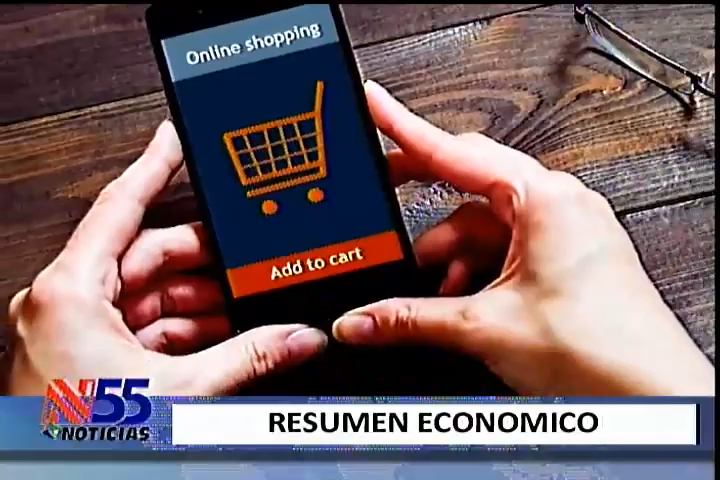 Online shopping
Add to cart
N55
NOTICIAS
RESUMEN ECONOMICO